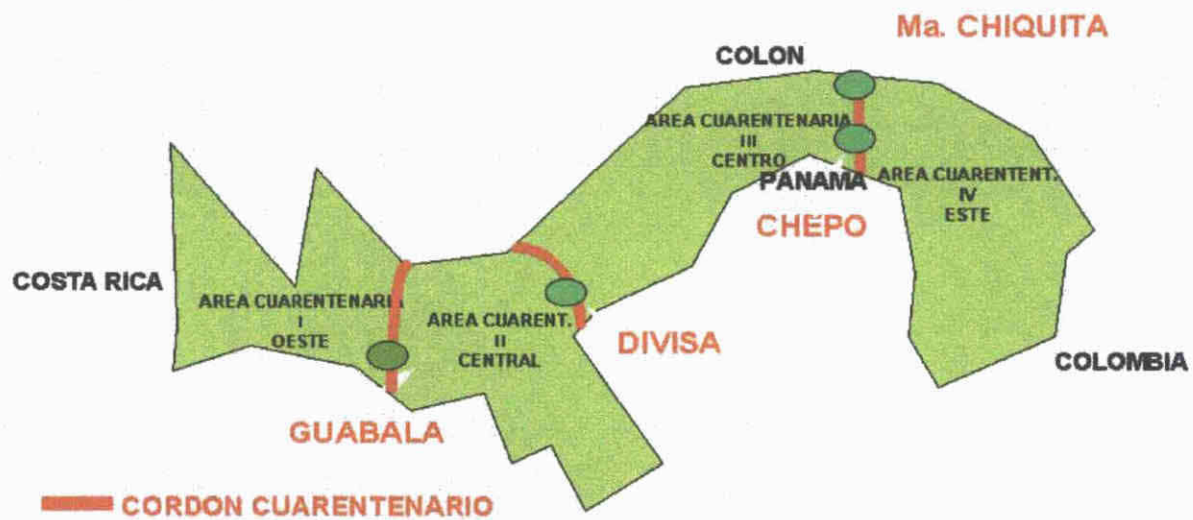 Ma. CHIQUITA
COLON
AREA CUARENTENARIA
III
CENTRO
PANAMA
AREA CUARENTENT.
IV
ESTE
CHEPO
COSTA RICA
AREA CUARENTENARIA
I
OESTE
AREA CUARENT.
II
CENTRAL
DIVISA
COLOMBIA
GUABALA
CORDON CUARENTENARIO